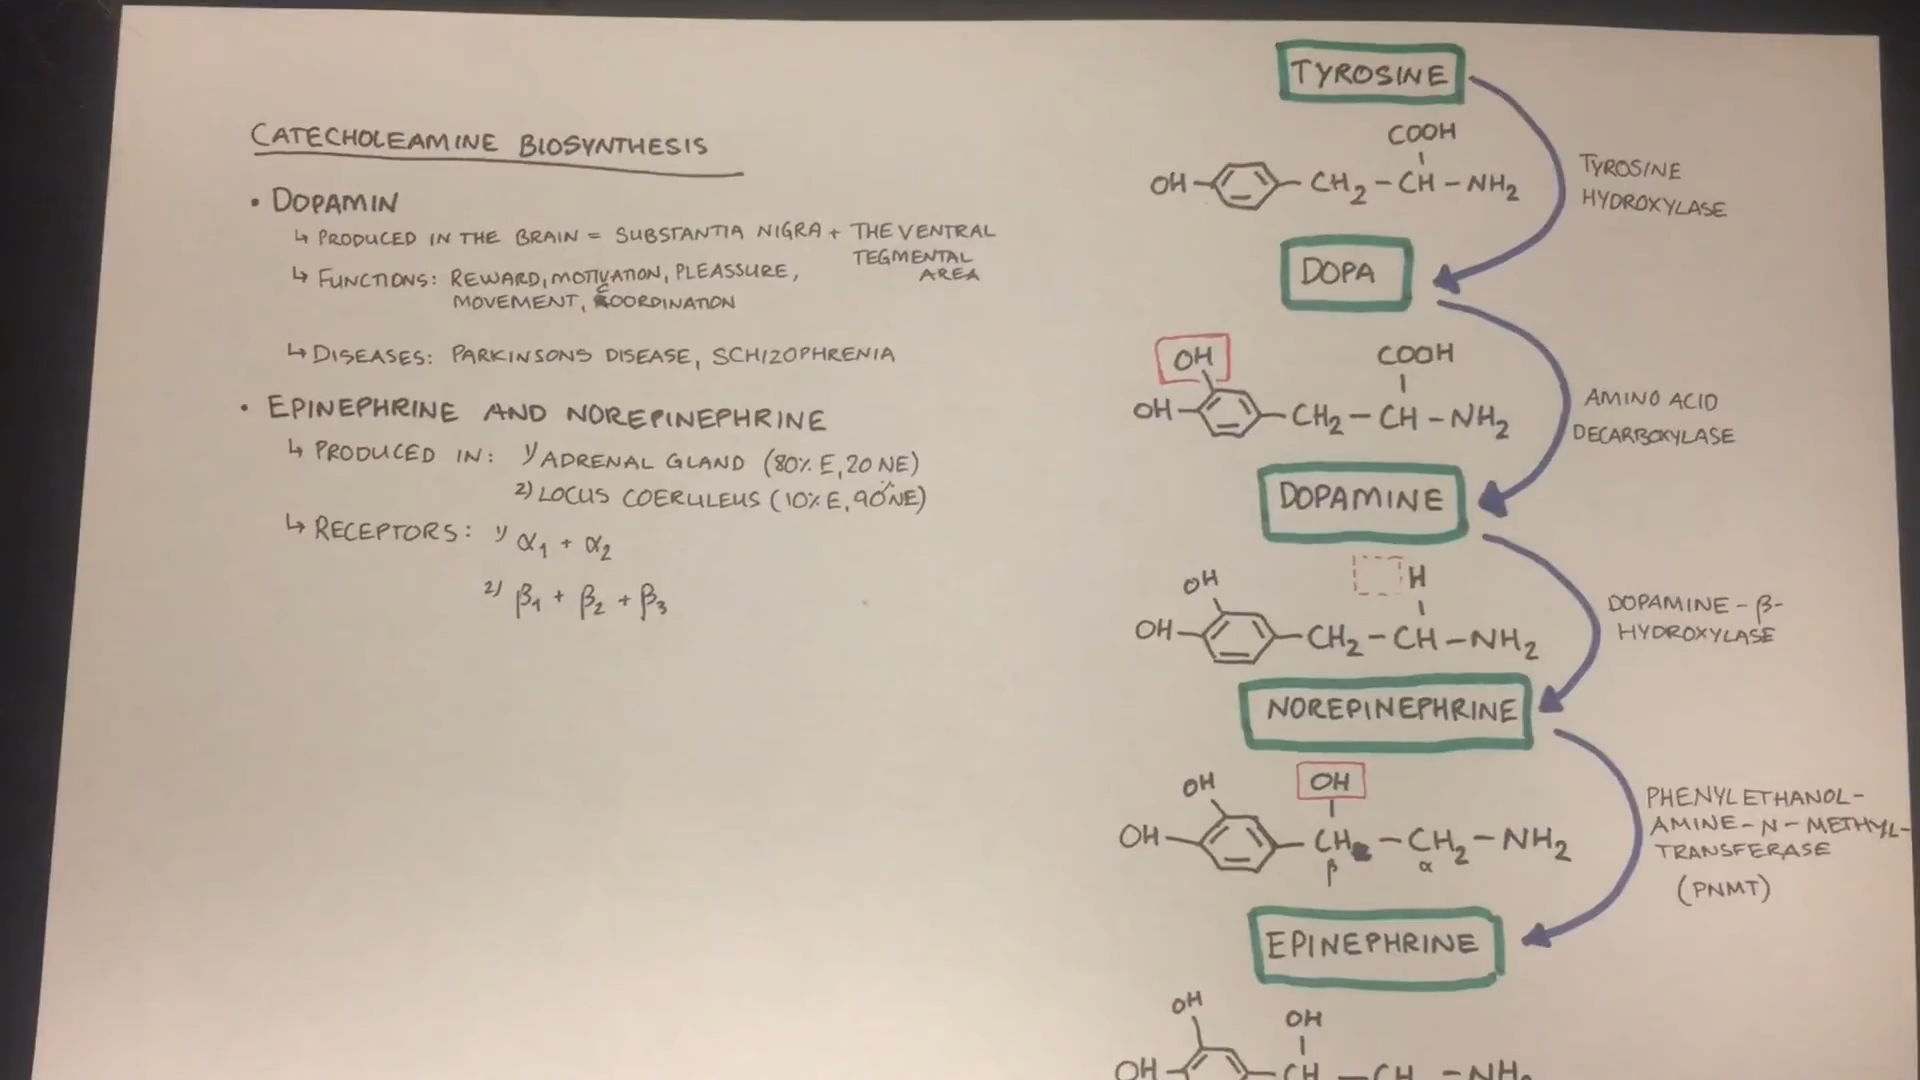 CATECHOLEAMINE BIOSYNTHESIS
• DOPAMIN
↳ PRODUCED IN THE BRAIN = SUBSTANTIA NIGRA + THE VENTRAL
TEGMENTAL
AREA
↳ FUNCTIONS: REWARD, MOTIVATION, PLEASSURE,
MOVEMENT, COORDINATION
↳ DISEASES: PARKINSONS DISEASE, SCHIZOPHRENIA
• EPINEPHRINE AND NOREPINEPHRINE
↳ PRODUCED IN: 1) ADRENAL GLAND (80% E, 20 NE)
2) LOCUS COERULEUS (10% E, 90% NE)
↳ RECEPTORS: 1) α1 + α2
2) β1 + β2 + β3
TYROSINE
COOH
OH CH2 - CH - NH2
TYROSINE
HYDROXYLASE
DOPA
OH COOH
OH CH2 - CH - NH2
AMINO ACID
DECARBOXYLASE
DOPAMINE
OH H
OH CH2 - CH - NH2
DOPAMINE - β-
HYDROXYLASE
NOREPINEPHRINE
OH OH
OH CH - CH2 - NH2
β α
PHENYLETHANOL-
AMINE-N-METHYL-
TRANSFERASE
(PNMT)
EPINEPHRINE
OH OH
OH CH - CH - NH